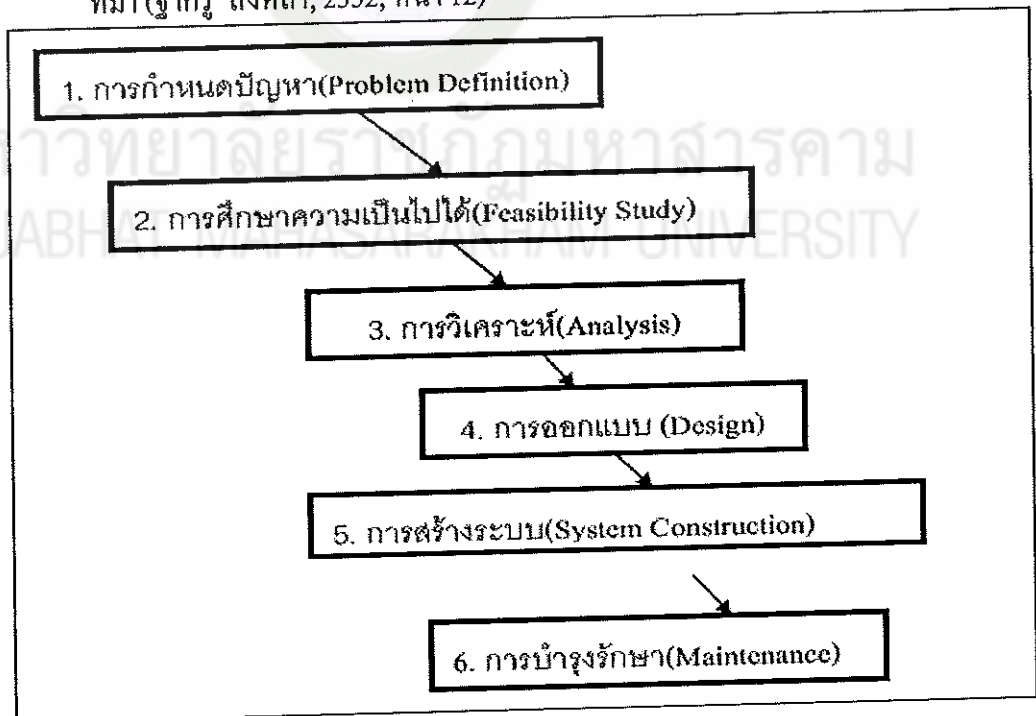 1. การกำหนดปัญหา(Problem Definition)
2. การศึกษาความเป็นไปได้(Feasibility Study)
3. การวิเคราะห์(Analysis)
4. การออกแบบ (Design)
5. การสร้างระบบ(System Construction)
6. การบำรุงรักษา(Maintenance)